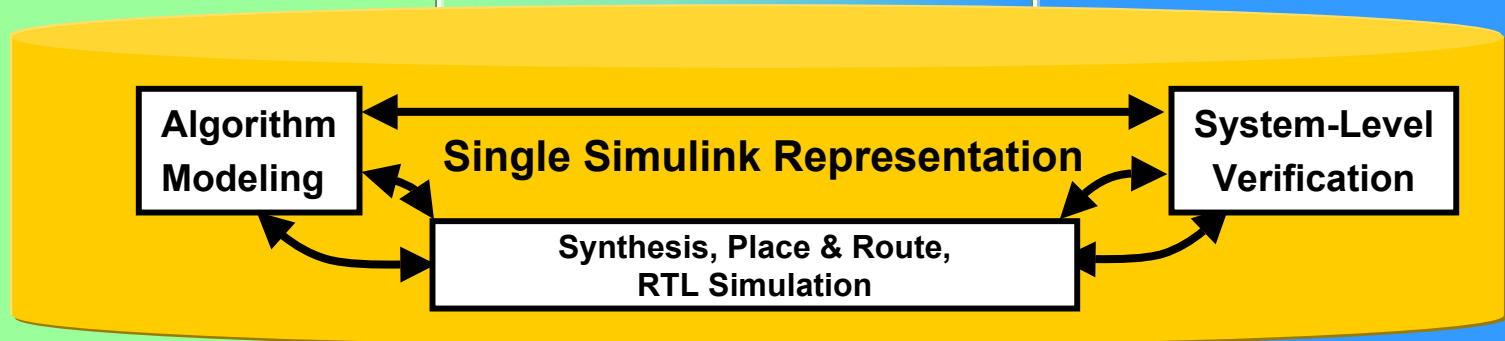 Algorithm
Modeling
Single Simulink Representation
System-Level
Verification
Synthesis, Place & Route,
RTL Simulation